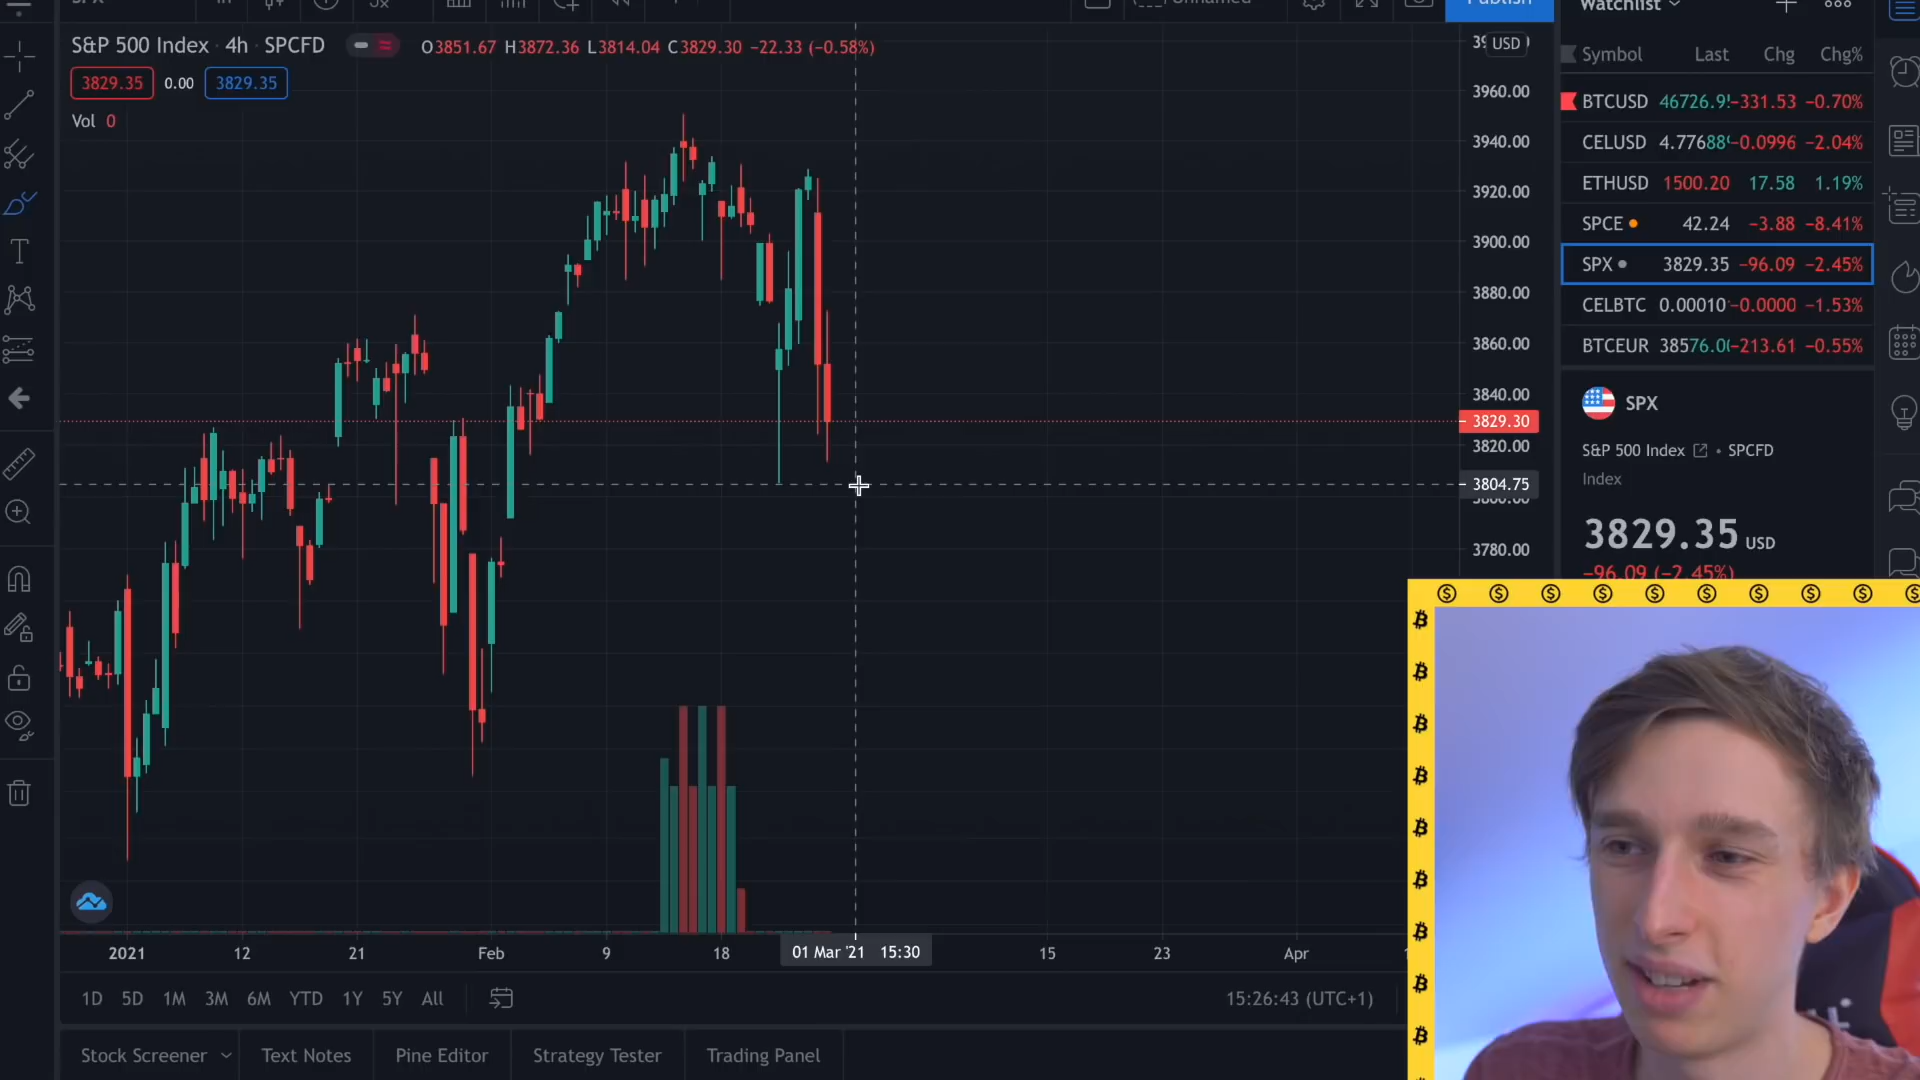 Unnamed
Publish
Watchlist
S&P 500 Index · 4h · SPCFD
O3851.67 H3872.36 L3814.04 C3829.30 −22.33 (−0.58%)
3829.35 0.00 3829.35
Vol 0
USD
3960.00
3940.00
3920.00
3900.00
3880.00
3860.00
3840.00
3829.30
3820.00
3804.75
3780.00
Symbol Last Chg Chg%
BTCUSD 46726.9 −331.53 −0.70%
CELUSD 4.77688 −0.0996 −2.04%
ETHUSD 1500.20 17.58 1.19%
SPCE 42.24 −3.88 −8.41%
SPX 3829.35 −96.09 −2.45%
CELBTC 0.00010 −0.0000 −1.53%
BTCEUR 38576.0 −213.61 −0.55%
SPX
S&P 500 Index • SPCFD
Index
3829.35 USD
−96.09 (−2.45%)
2021 12 21 Feb 9 18 01 Mar '21 15:30 15 23 Apr
1D 5D 1M 3M 6M YTD 1Y 5Y All
15:26:43 (UTC+1)
Stock Screener Text Notes Pine Editor Strategy Tester Trading Panel